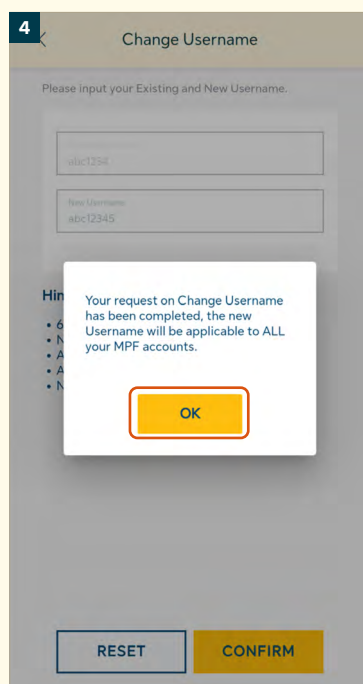 4
Change Username
Please input your Existing and New Username.
abc1234
New Username
abc12345
Hin
• 6
• N
• A
• A
• N
Your request on Change Username
has been completed, the new
Username will be applicable to ALL
your MPF accounts.
OK
RESET CONFIRM